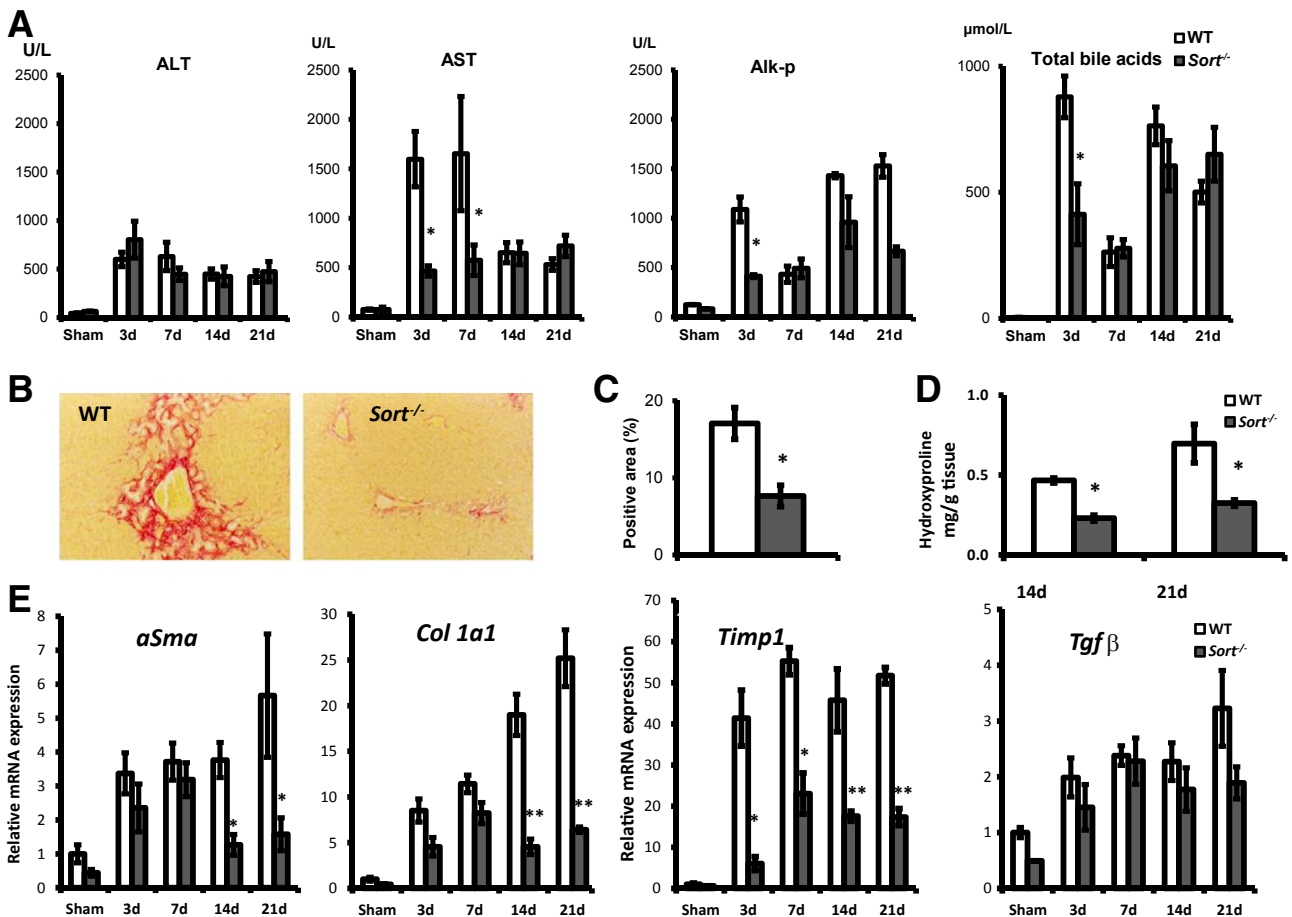 A
U/L
ALT
2500
2000
1500
1000
500
0
Sham 3d 7d 14d 21d
U/L
AST
2500
2000
1500
1000
500
0
*
*
Sham 3d 7d 14d 21d
U/L
Alk-p
2500
2000
1500
1000
500
0
*
Sham 3d 7d 14d 21d
µmol/L
Total bile acids
WT
Sort-/-
1000
500
0
*
Sham 3d 7d 14d 21d
B
WT
Sort-/-
C
Positive area (%)
20
10
0
*
D
Hydroxyproline
mg/g tissue
1.0
0.5
0.0
WT
Sort-/-
*
*
14d 21d
E
Relative mRNA expression
aSma
8
7
6
5
4
3
2
1
0
*
*
Sham 3d 7d 14d 21d
Col 1a1
30
25
20
15
10
5
0
**
**
Sham 3d 7d 14d 21d
Relative mRNA expression
Timp1
70
60
50
40
30
20
10
0
*
*
**
**
Sham 3d 7d 14d 21d
Tgf β
WT
Sort-/-
5
4
3
2
1
0
Sham 3d 7d 14d 21d